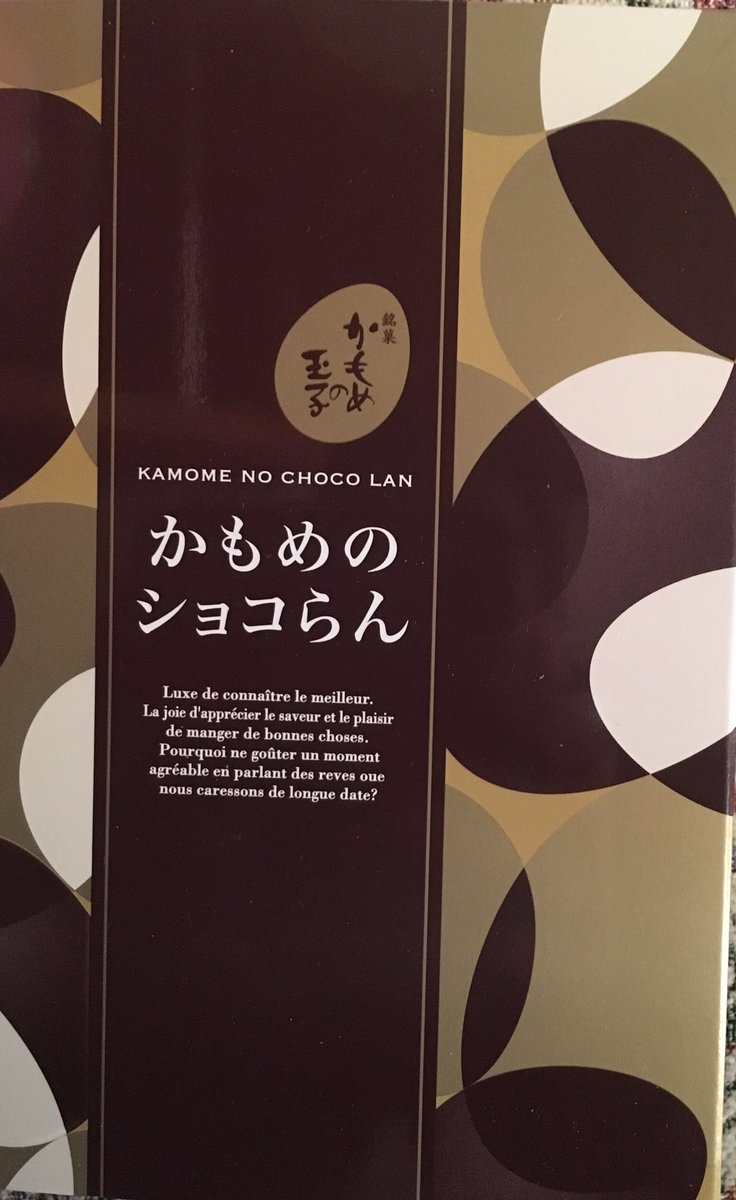 銘菓
かもめの
玉子
KAMOME NO CHOCO LAN
かもめの
ショコらん
Luxe de connaître le meilleur.
La joie d'apprécier le saveur et le plaisir
de manger de bonnes choses.
Pourquoi ne goûter un moment
agréable en parlant des reves oue
nous caressons de longue date?